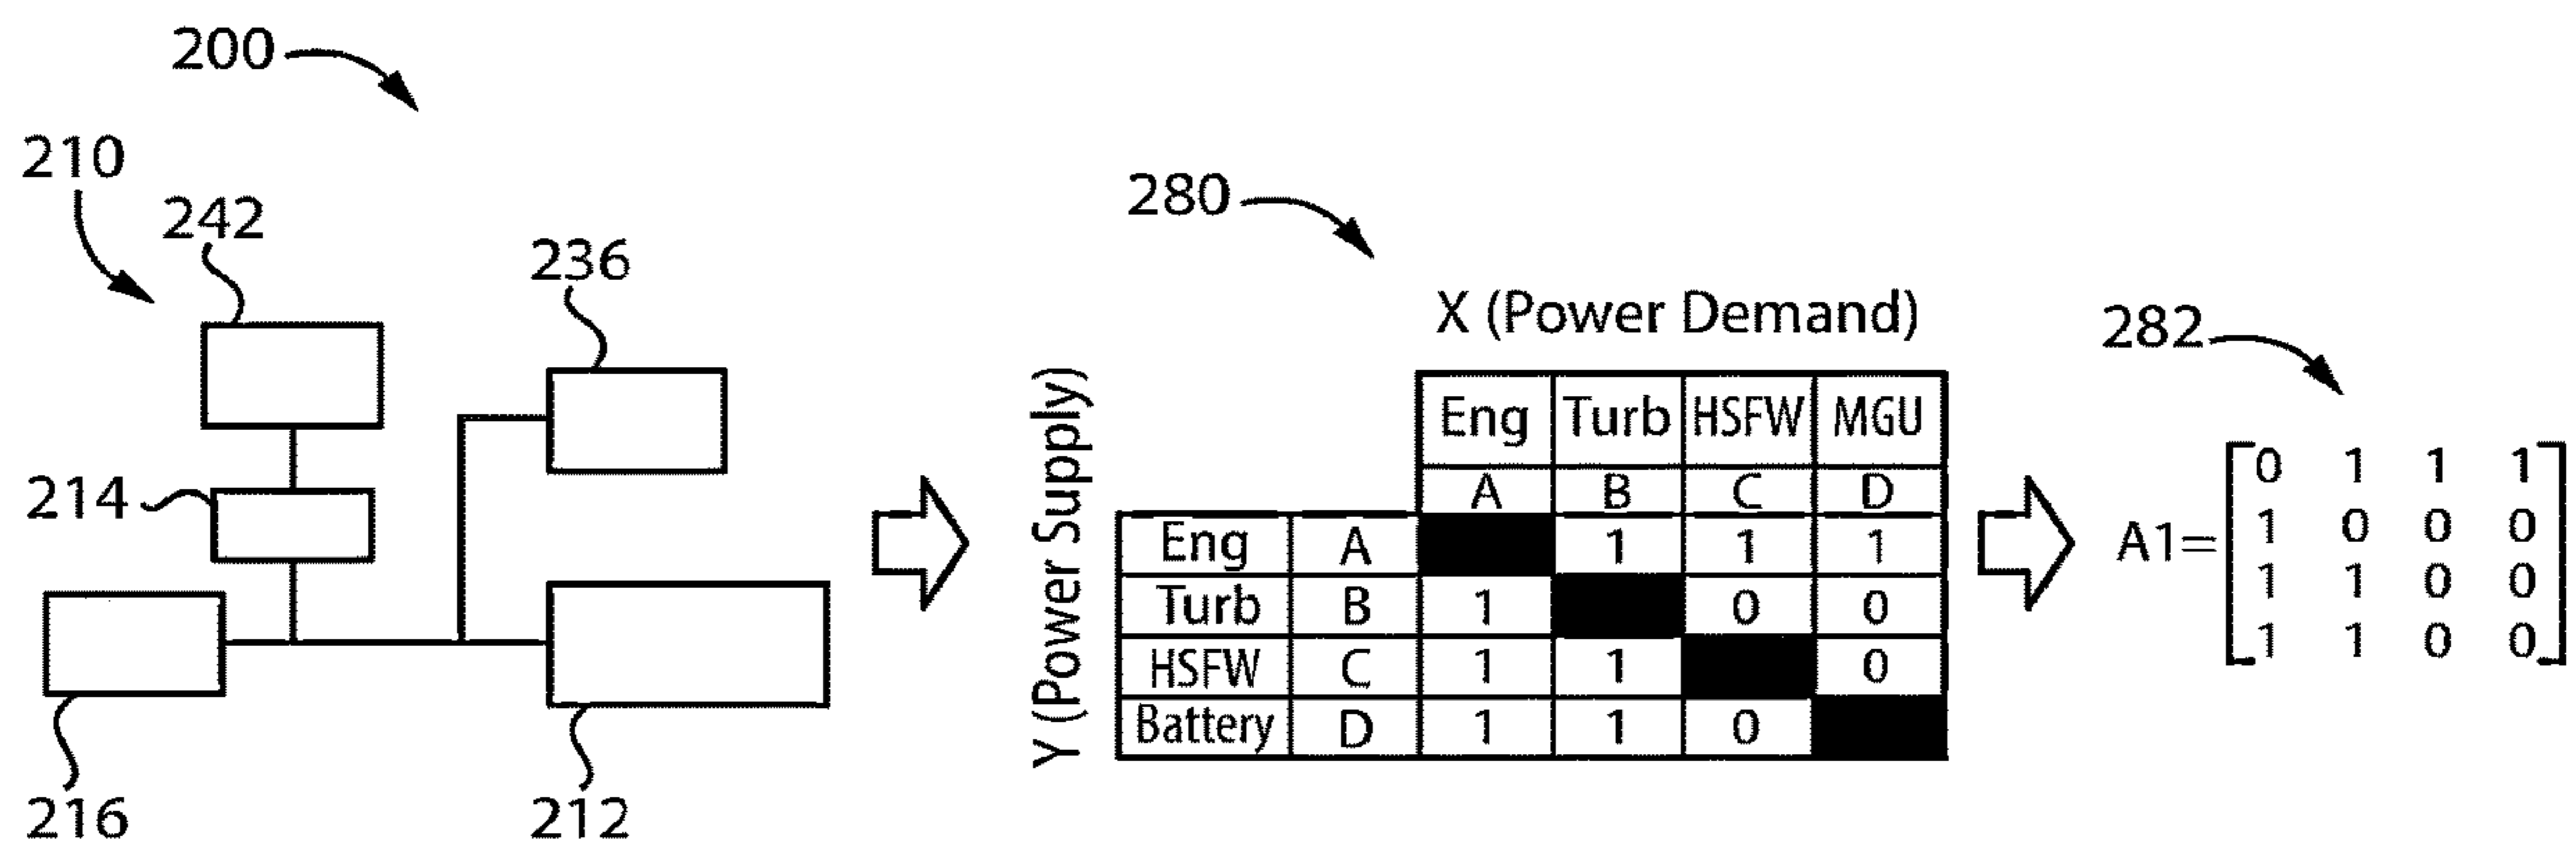 200
210
242
236
214
216
212
280
X (Power Demand)
Y (Power Supply)
Eng Turb HSFW MGU
A B C D
Eng A 1 1 1
Turb B 1 0 0
HSFW C 1 1 0
Battery D 1 1 0
282
A1=
0 1 1 1
1 0 0 0
1 1 0 0
1 1 0 0